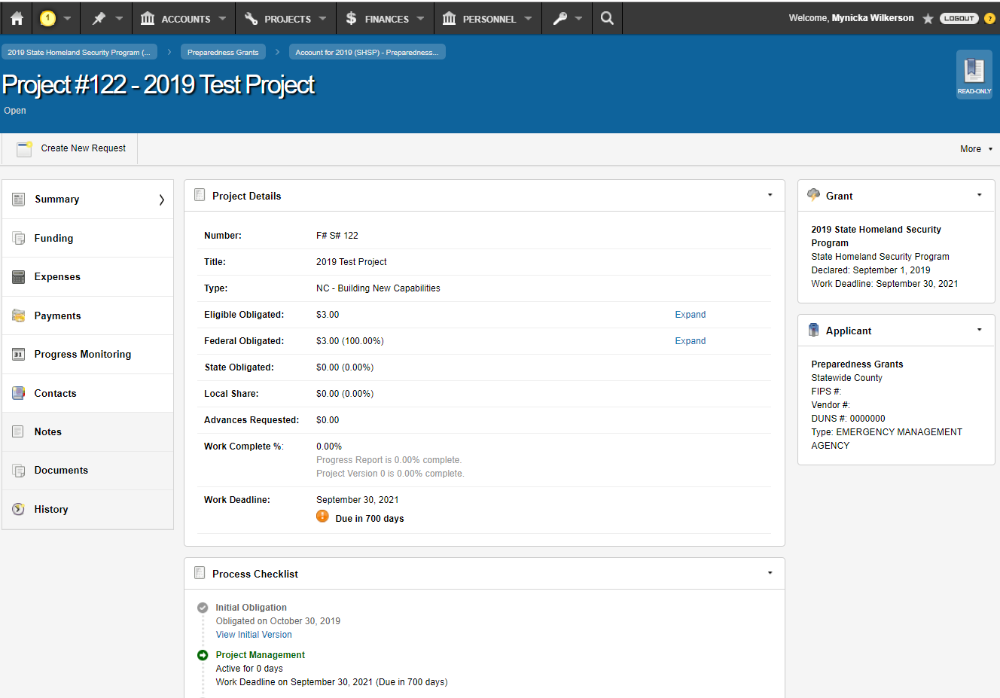 1
ACCOUNTS
PROJECTS
$ FINANCES
PERSONNEL
Welcome, Mynicka Wilkerson
LOGOUT
?
2019 State Homeland Security Program (...
Preparedness Grants
Account for 2019 (SHSP) - Preparedness...
Project #122 - 2019 Test Project
Open
READ-ONLY
Create New Request
More
Summary
Funding
Expenses
Payments
31 Progress Monitoring
Contacts
Notes
Documents
History
Project Details
Number: F# S# 122
Title: 2019 Test Project
Type: NC - Building New Capabilities
Eligible Obligated: $3.00 Expand
Federal Obligated: $3.00 (100.00%) Expand
State Obligated: $0.00 (0.00%)
Local Share: $0.00 (0.00%)
Advances Requested: $0.00
Work Complete %: 0.00%
Progress Report is 0.00% complete.
Project Version 0 is 0.00% complete.
Work Deadline: September 30, 2021
! Due in 700 days
Process Checklist
Initial Obligation
Obligated on October 30, 2019
View Initial Version
Project Management
Active for 0 days
Work Deadline on September 30, 2021 (Due in 700 days)
Grant
2019 State Homeland Security
Program
State Homeland Security Program
Declared: September 1, 2019
Work Deadline: September 30, 2021
Applicant
Preparedness Grants
Statewide County
FIPS #:
Vendor #:
DUNS #: 0000000
Type: EMERGENCY MANAGEMENT
AGENCY